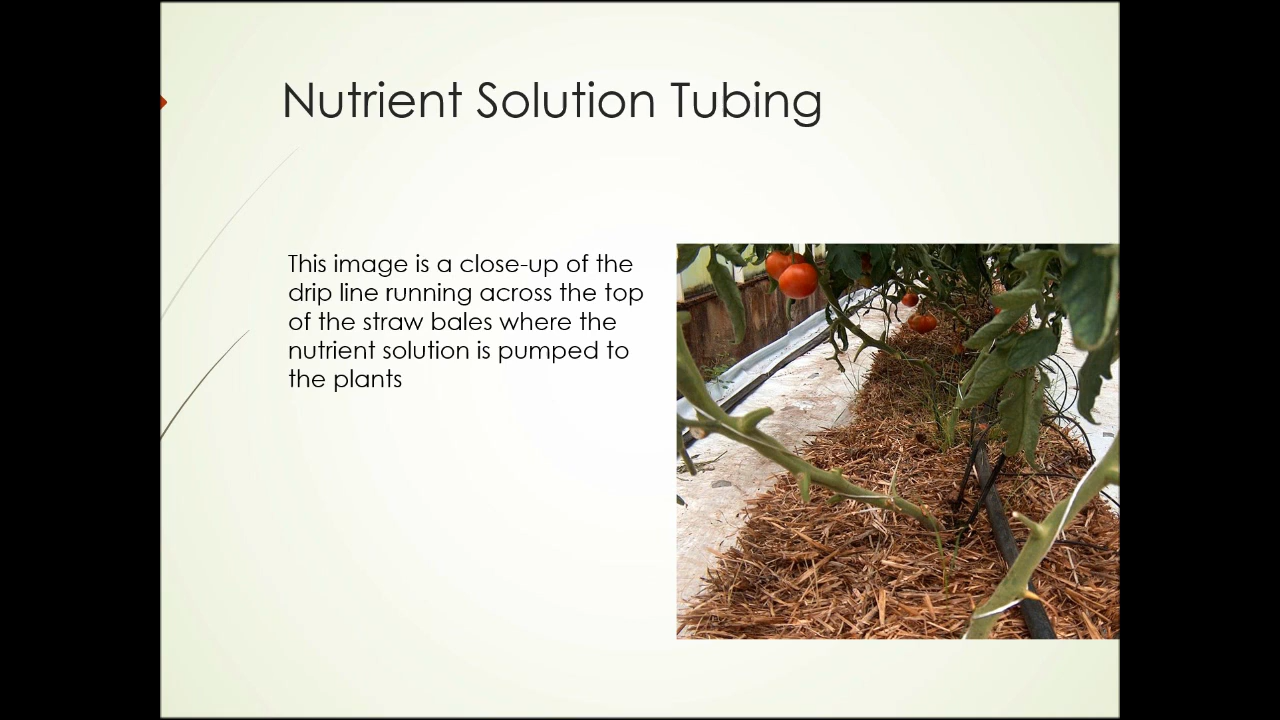 Nutrient Solution Tubing
This image is a close-up of the
drip line running across the top
of the straw bales where the
nutrient solution is pumped to
the plants